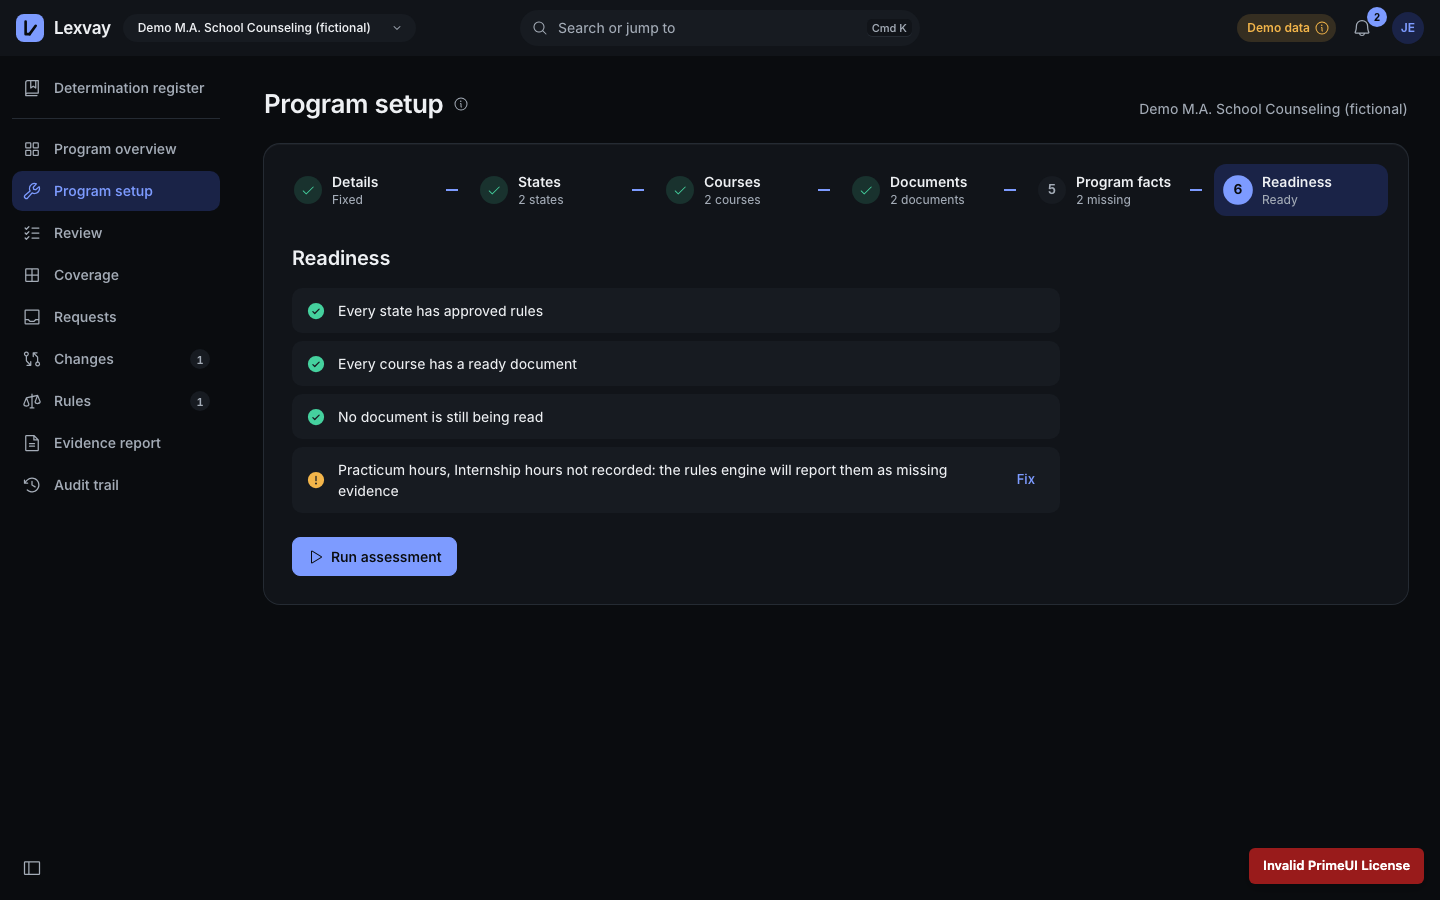 Lexvay
Demo M.A. School Counseling (fictional)
Search or jump to
Cmd K
Demo data
2
JE
Determination register
Program overview
Program setup
Review
Coverage
Requests
Changes
1
Rules
1
Evidence report
Audit trail
Program setup
Demo M.A. School Counseling (fictional)
Details
Fixed
States
2 states
Courses
2 courses
Documents
2 documents
5
Program facts
2 missing
6
Readiness
Ready
Readiness
Every state has approved rules
Every course has a ready document
No document is still being read
Practicum hours, Internship hours not recorded: the rules engine will report them as missing
evidence
Fix
Run assessment
Invalid PrimeUI License